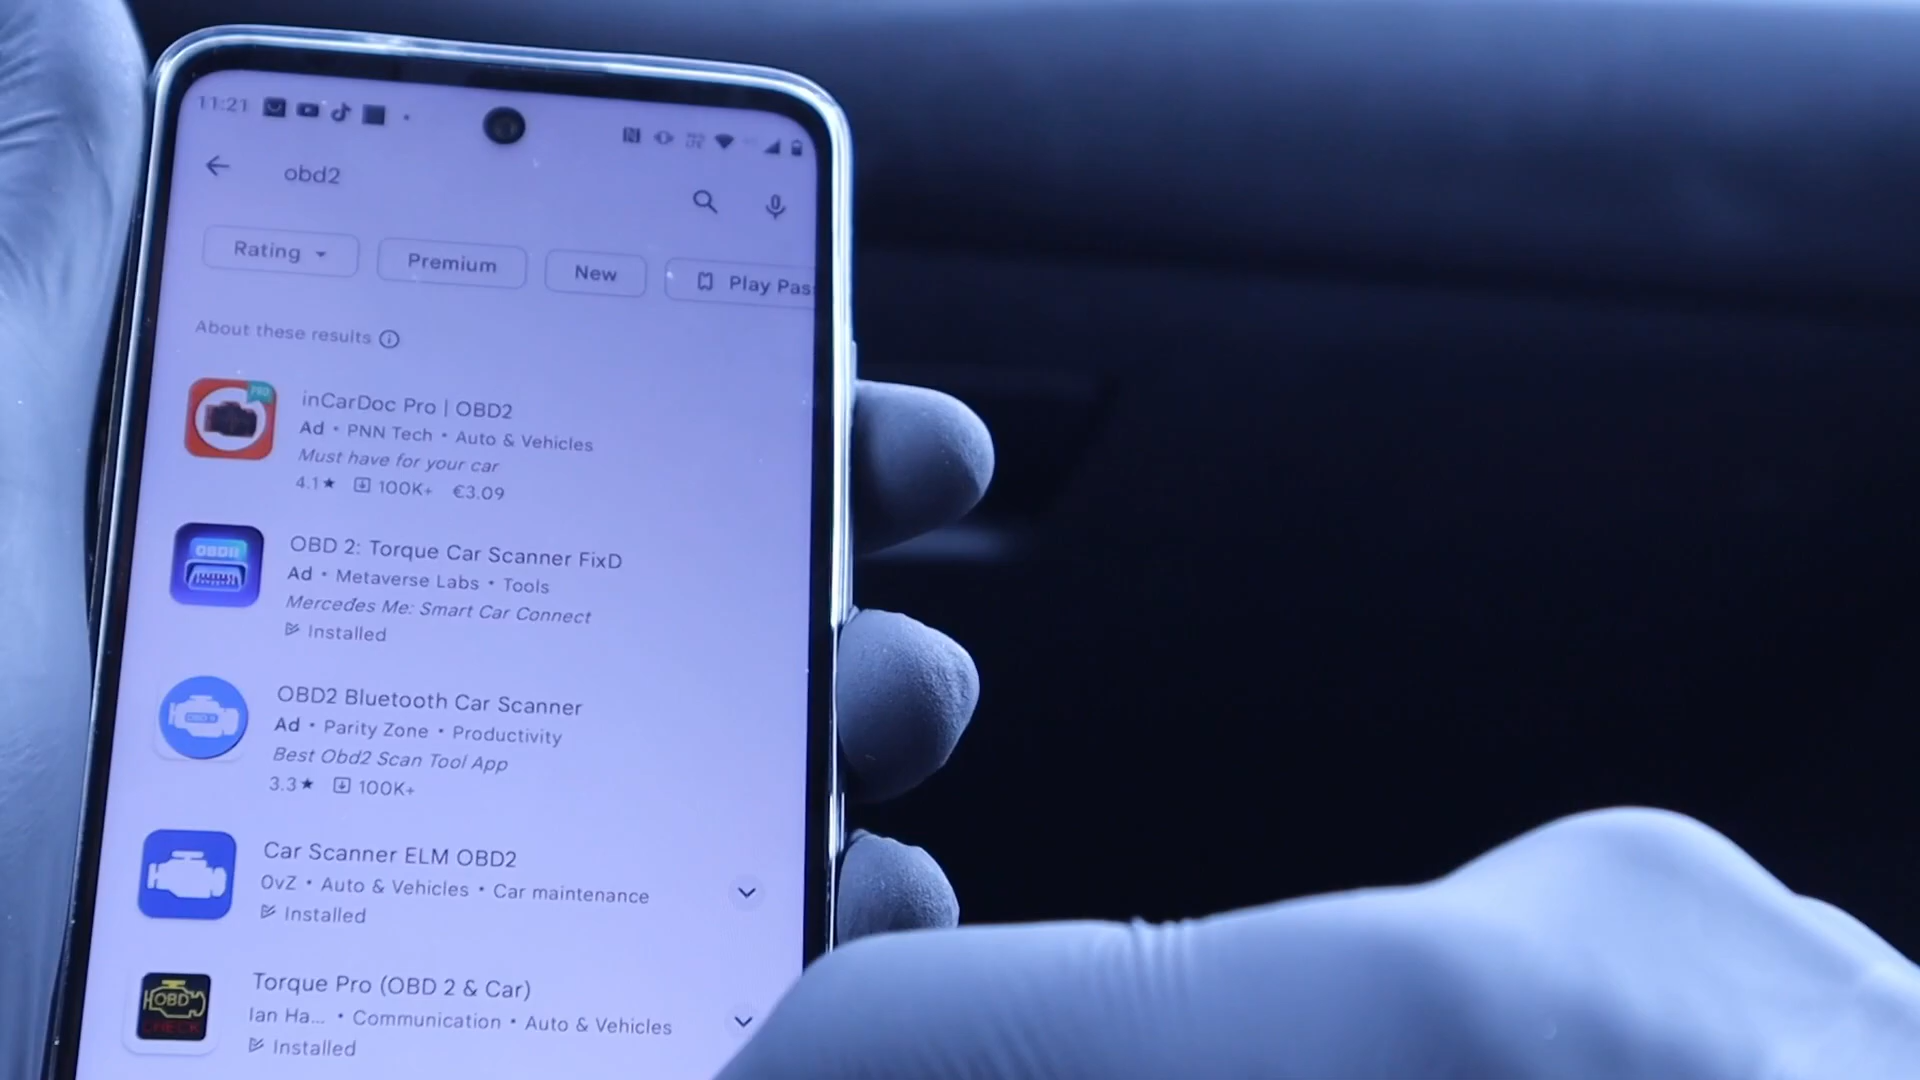 11:21
obd2
Rating
Premium
New
Play Pas
About these results
PRO
inCarDoc Pro | OBD2
Ad • PNN Tech • Auto & Vehicles
Must have for your car
4.1★ 100K+ €3.09
OBDII
OBD 2: Torque Car Scanner FixD
Ad • Metaverse Labs • Tools
Mercedes Me: Smart Car Connect
Installed
OBD2 Bluetooth Car Scanner
Ad • Parity Zone • Productivity
Best Obd2 Scan Tool App
3.3★ 100K+
Car Scanner ELM OBD2
OvZ • Auto & Vehicles • Car maintenance
Installed
OBD
CHECK
Torque Pro (OBD 2 & Car)
Ian Ha... • Communication • Auto & Vehicles
Installed